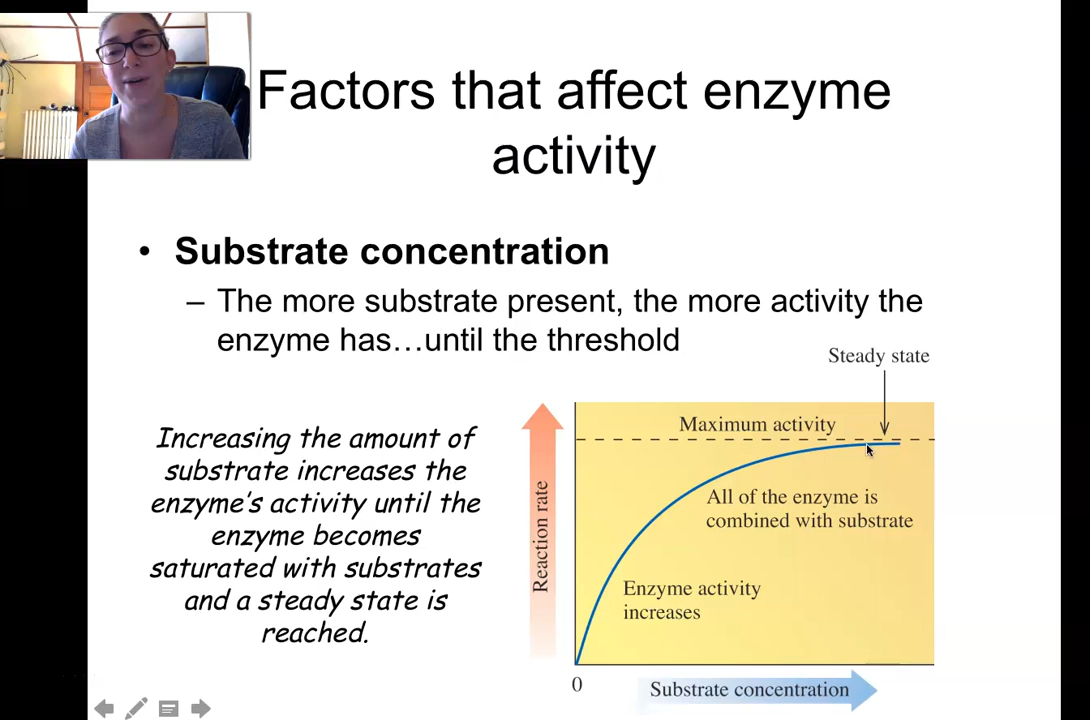 Factors that affect enzyme
activity
• Substrate concentration
– The more substrate present, the more activity the
enzyme has…until the threshold
Increasing the amount of
substrate increases the
enzyme's activity until the
enzyme becomes
saturated with substrates
and a steady state is
reached.
Steady state
Maximum activity
All of the enzyme is
combined with substrate
Enzyme activity
increases
Reaction rate
0
Substrate concentration